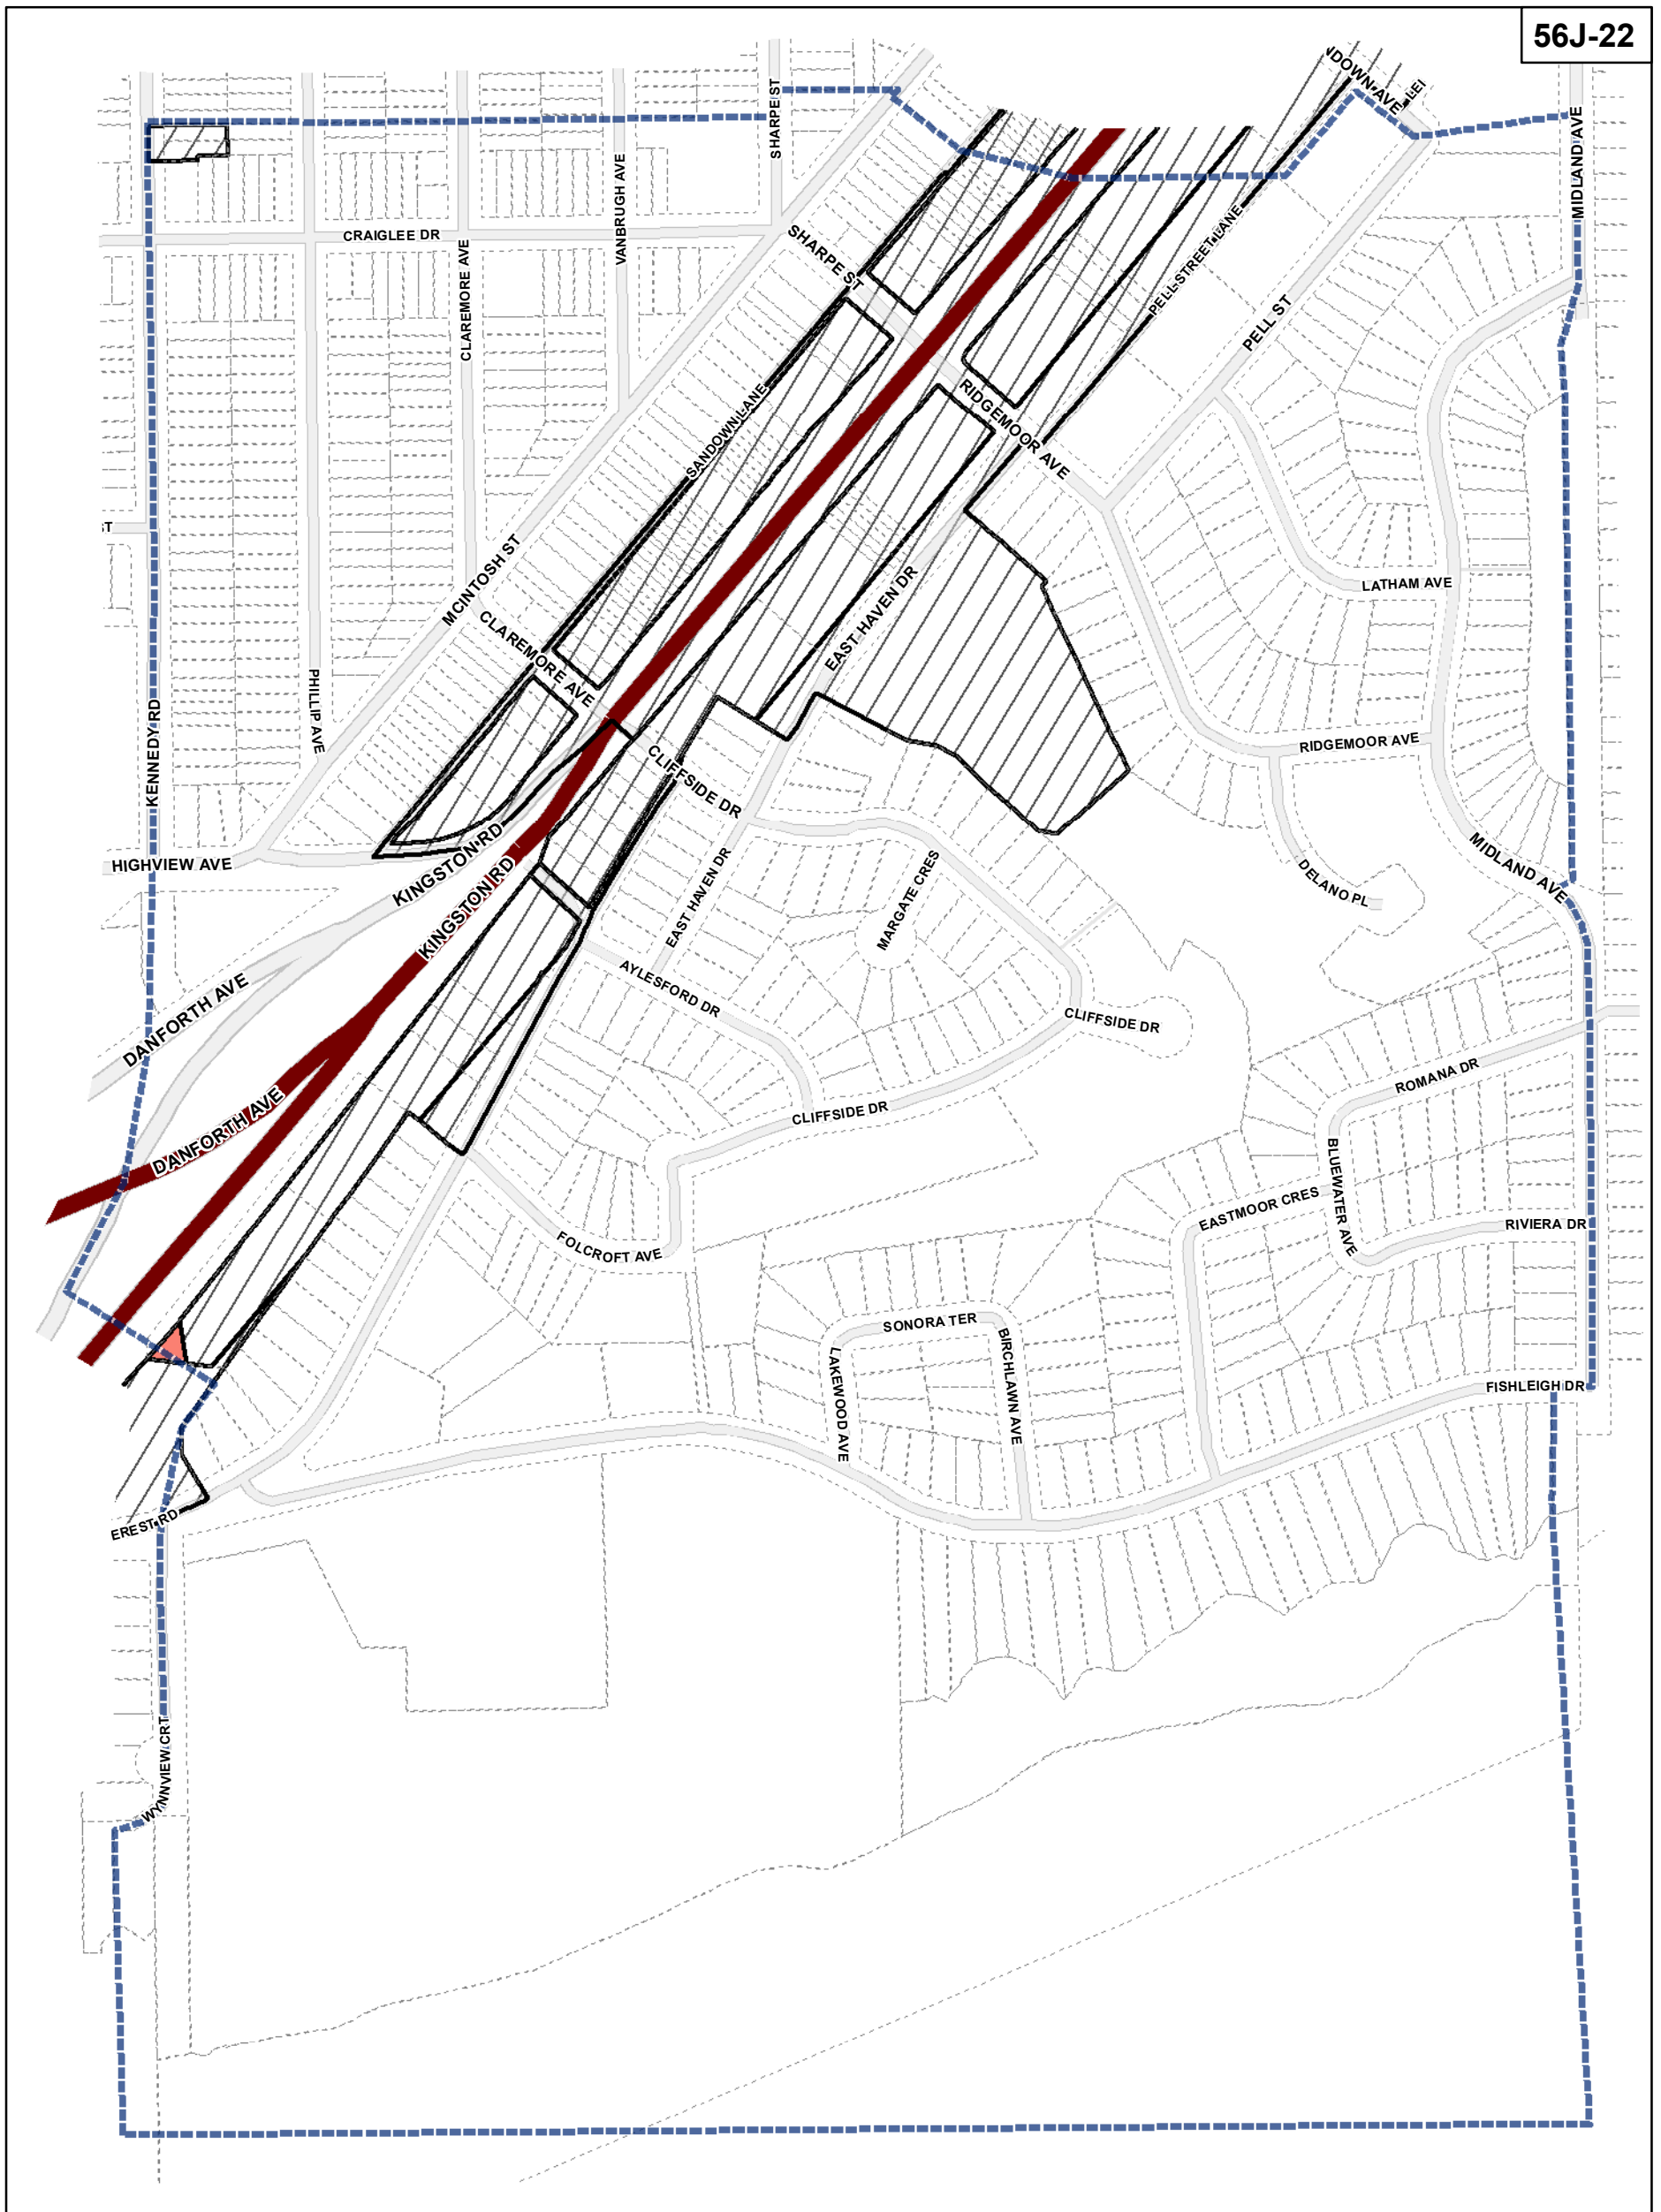 56J-22
NDOWN AVE
LEI
MIDLAND AVE
SHARPE ST
VANBRUGH AVE
CRAIGLEE DR
CLAREMORE AVE
SHARPE ST
PELL STREET LANE
PELL ST
SANDOWN LANE
RIDGEMOOR AVE
ST
MCINTOSH ST
LATHAM AVE
EAST HAVEN DR
CLAREMORE AVE
PHILLIP AVE
KENNEDY RD
RIDGEMOOR AVE
CLIFFSIDE DR
HIGHVIEW AVE
KINGSTON RD
KINGSTON RD
MIDLAND AVE
DELANO PL
EAST HAVEN DR
MARGATE CRES
AYLESFORD DR
DANFORTH AVE
CLIFFSIDE DR
ROMANA DR
CLIFFSIDE DR
DANFORTH AVE
BLUEWATER AVE
EASTMOOR CRES
RIVIERA DR
FOLCROFT AVE
SONORA TER
LAKEWOOD AVE
BIRCHLAWN AVE
FISHLEIGH DR
EREST RD
WYNNVIEW CRT